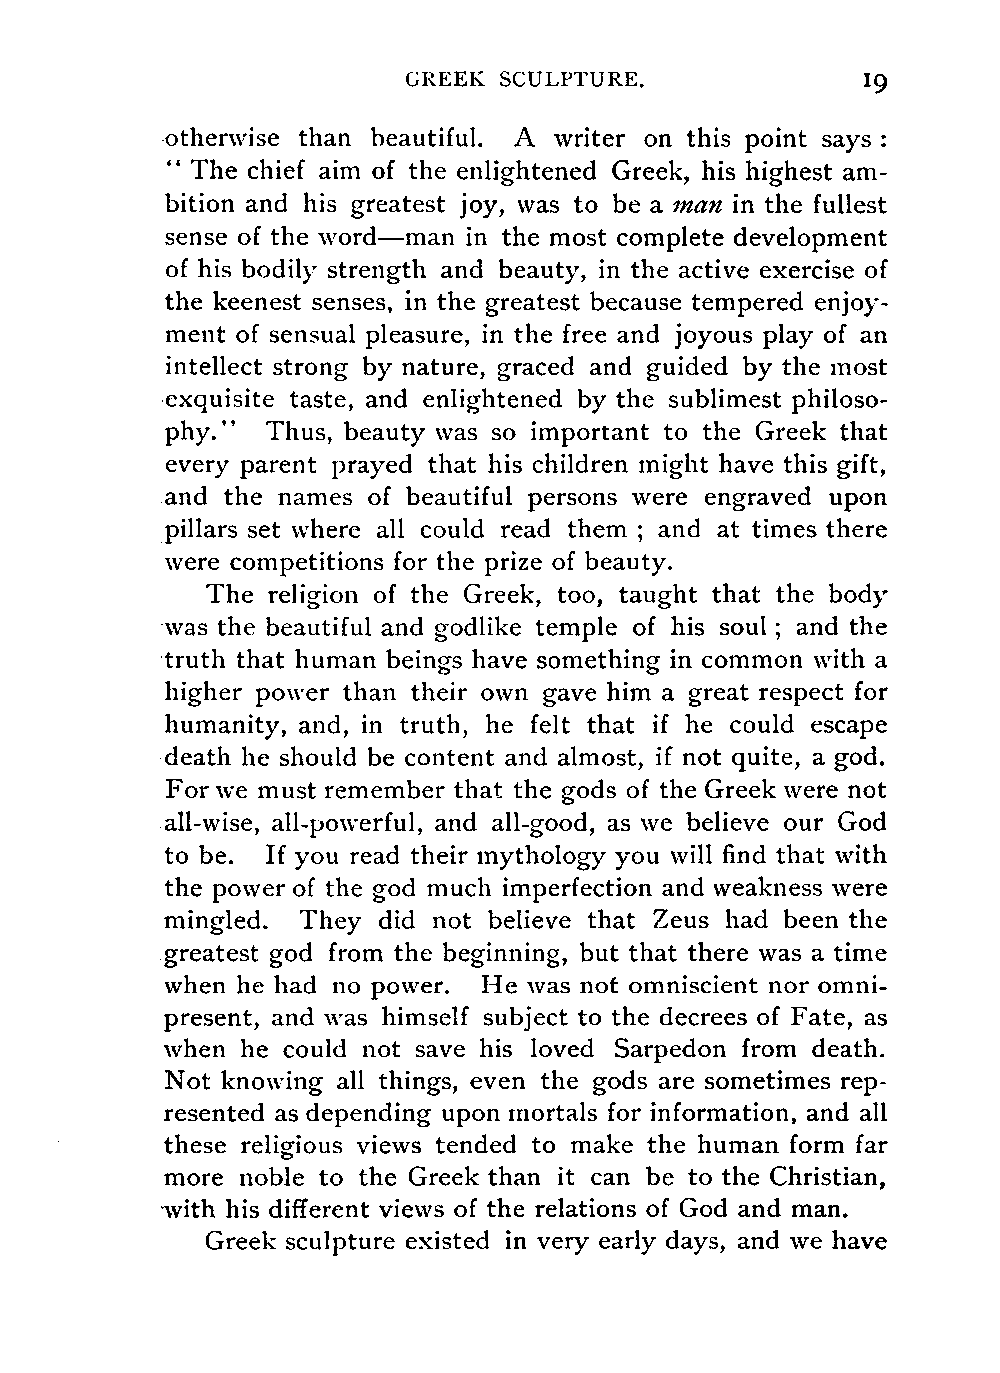 GREEK SCULPTURE. 19
otherwise than beautiful. A writer on this point says :
“ The chief aim of the enlightened Greek, his highest am-
bition and his greatest joy, was to be a man in the fullest
sense of the word—man in the most complete development
of his bodily strength and beauty, in the active exercise of
the keenest senses, in the greatest because tempered enjoy-
ment of sensual pleasure, in the free and joyous play of an
intellect strong by nature, graced and guided by the most
exquisite taste, and enlightened by the sublimest philoso-
phy.” Thus, beauty was so important to the Greek that
every parent prayed that his children might have this gift,
and the names of beautiful persons were engraved upon
pillars set where all could read them ; and at times there
were competitions for the prize of beauty.
The religion of the Greek, too, taught that the body
was the beautiful and godlike temple of his soul ; and the
truth that human beings have something in common with a
higher power than their own gave him a great respect for
humanity, and, in truth, he felt that if he could escape
death he should be content and almost, if not quite, a god.
For we must remember that the gods of the Greek were not
all-wise, all-powerful, and all-good, as we believe our God
to be. If you read their mythology you will find that with
the power of the god much imperfection and weakness were
mingled. They did not believe that Zeus had been the
greatest god from the beginning, but that there was a time
when he had no power. He was not omniscient nor omni-
present, and was himself subject to the decrees of Fate, as
when he could not save his loved Sarpedon from death.
Not knowing all things, even the gods are sometimes rep-
resented as depending upon mortals for information, and all
these religious views tended to make the human form far
more noble to the Greek than it can be to the Christian,
with his different views of the relations of God and man.
Greek sculpture existed in very early days, and we have